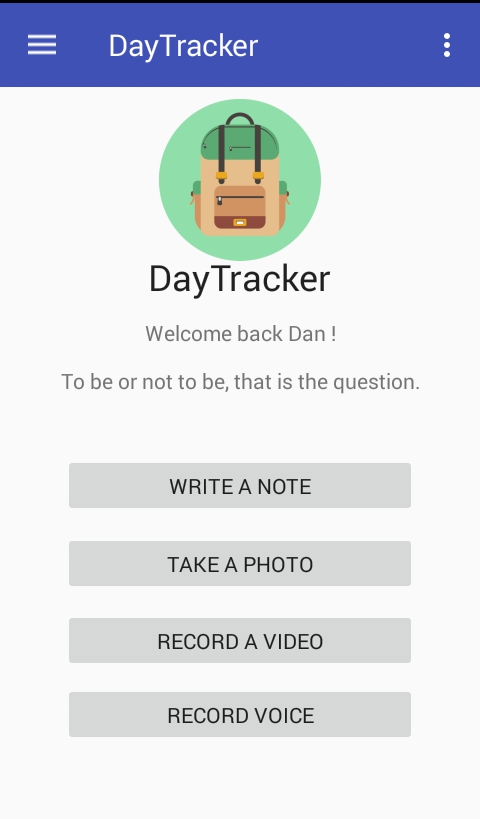 DayTracker
DayTracker
Welcome back Dan !
To be or not to be, that is the question.
WRITE A NOTE
TAKE A PHOTO
RECORD A VIDEO
RECORD VOICE